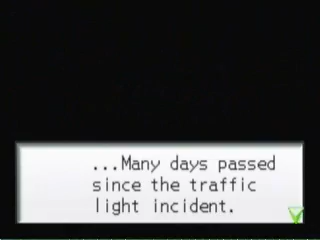 ...Many days passed
since the traffic
light incident.